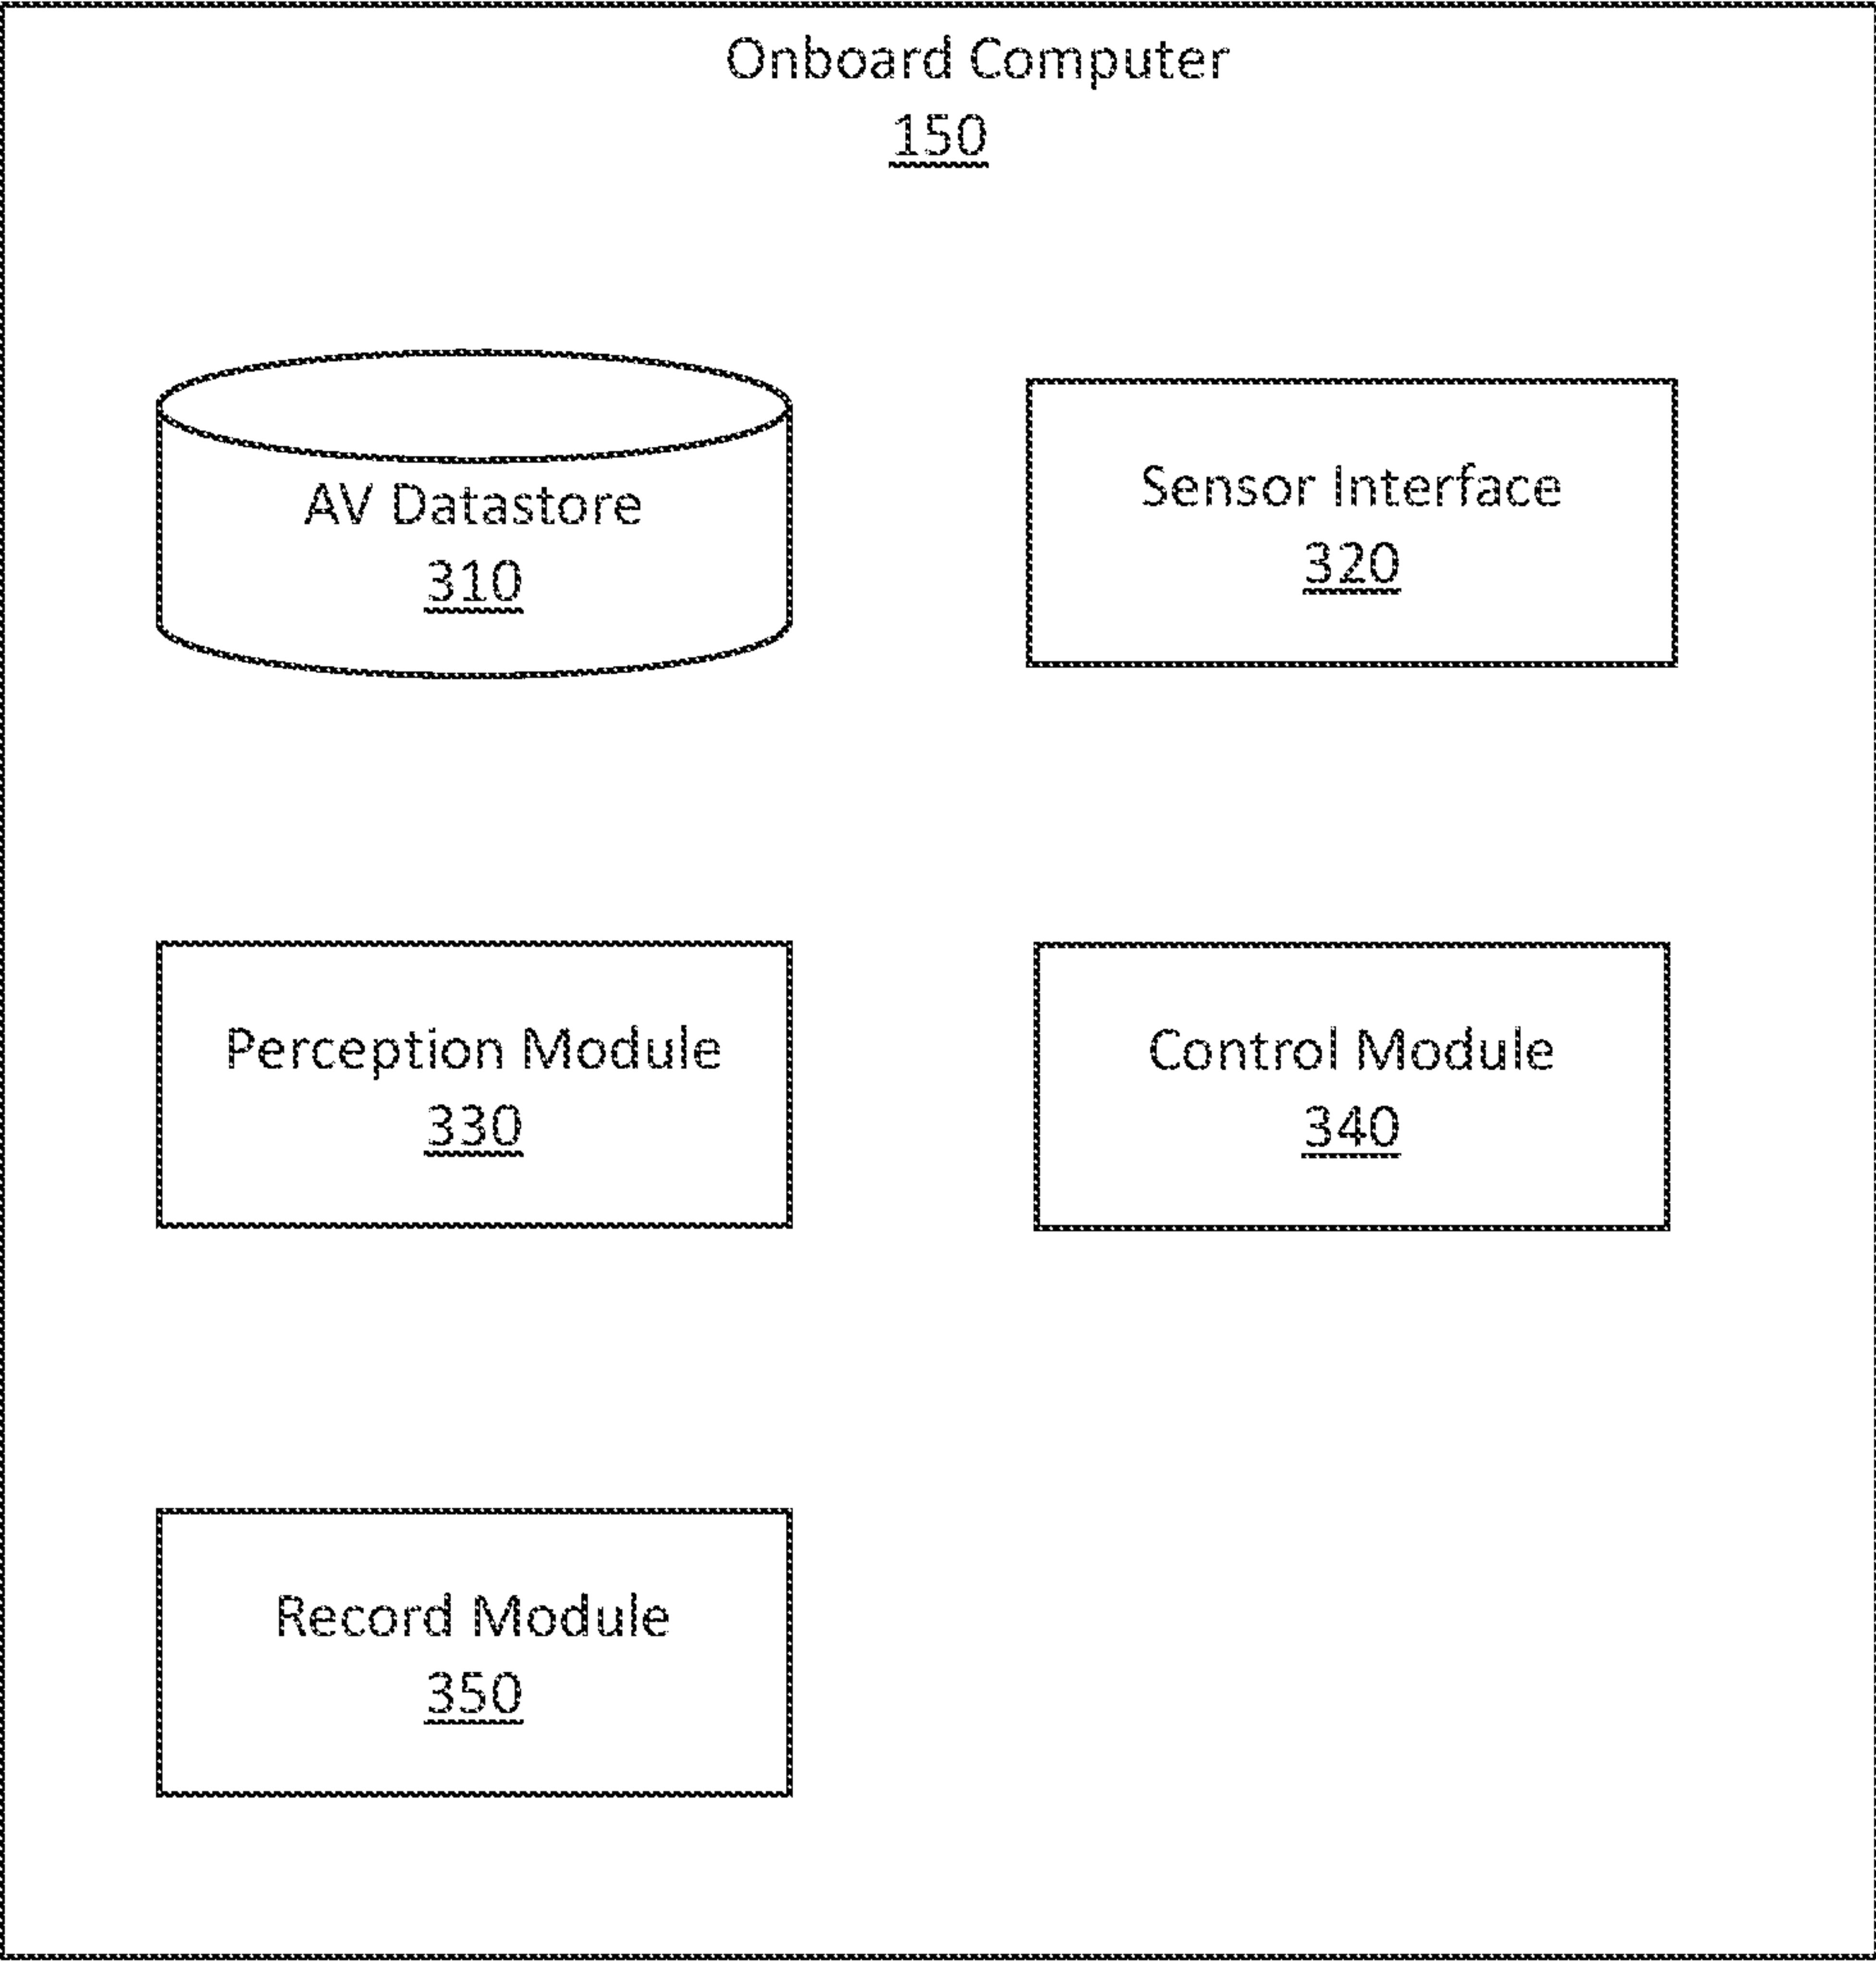 Onboard Computer
150
AV Datastore
310
Sensor Interface
320
Perception Module
330
Control Module
340
Record Module
350